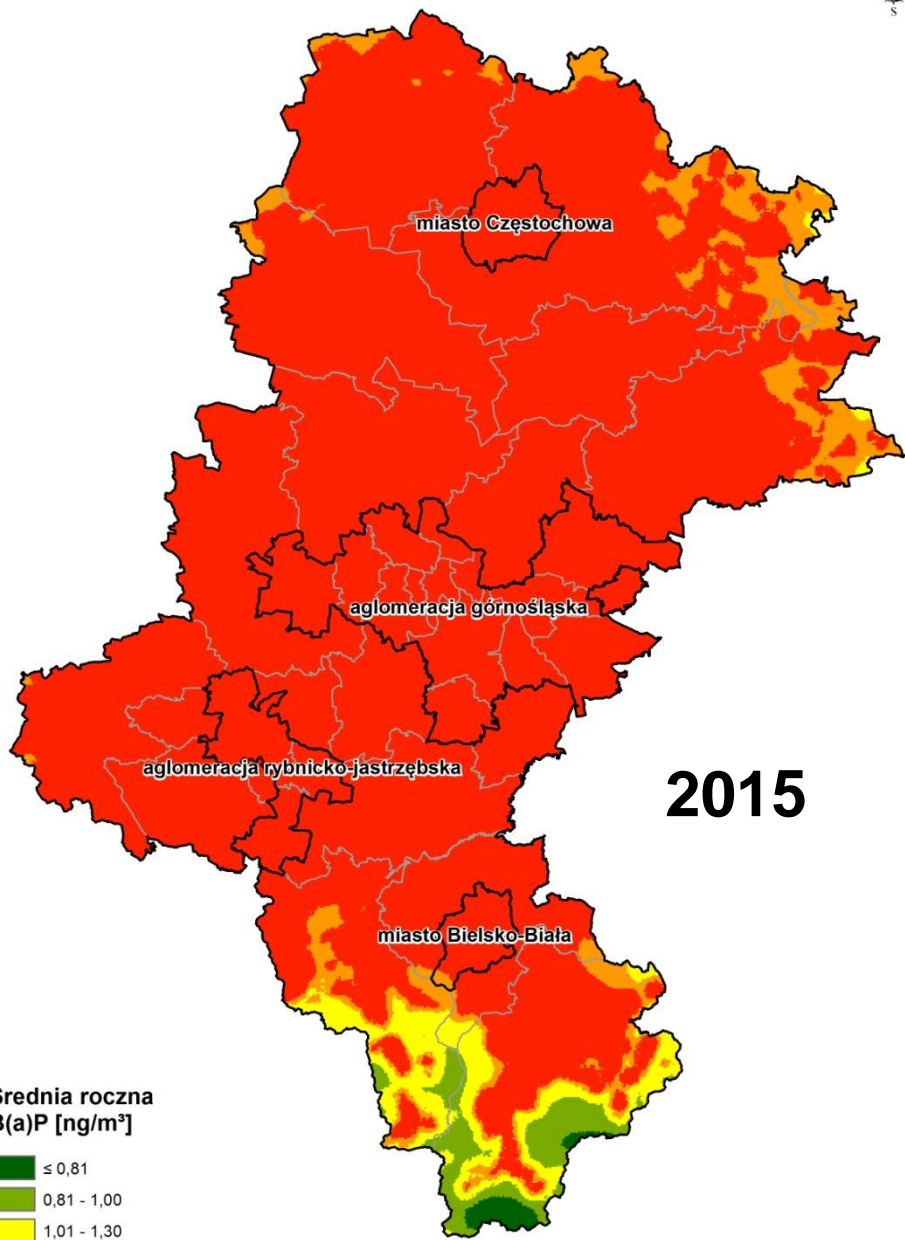 S
miasto Częstochowa
aglomeracja górnośląska
aglomeracja rybnicko-jastrzębska
2015
miasto Bielsko-Biała
Średnia roczna
B(a)P [ng/m³]
≤ 0,81
0,81 - 1,00
1,01 - 1,30